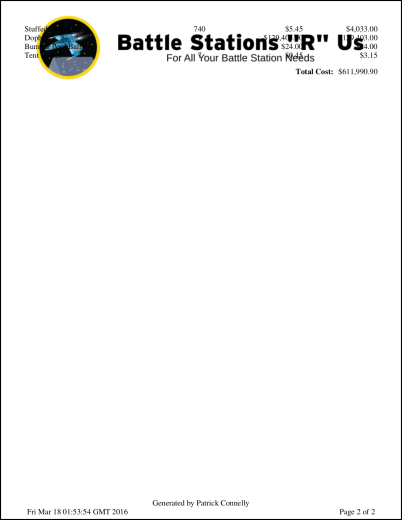 Stuffed 740 $5.45 $4,033.00
Battle Stations "R" Us
$24.00
Tent $3.15
For All Your Battle Station Needs
Total Cost: $611,990.90
Generated by Patrick Connelly
Fri Mar 18 01:53:54 GMT 2016 Page 2 of 2